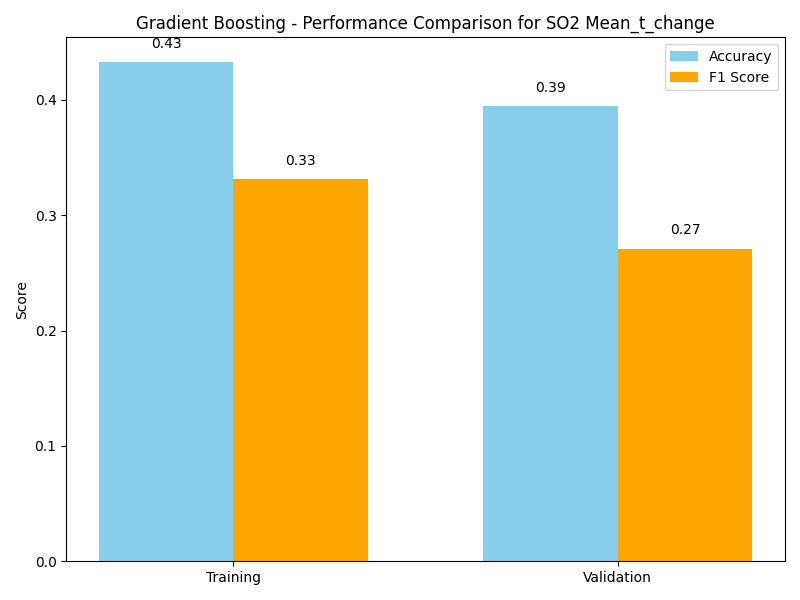 Gradient Boosting - Performance Comparison for SO2 Mean_t_change
0.43
0.39
0.33
0.27
Accuracy
F1 Score
Score
0.4
0.3
0.2
0.1
0.0
Training
Validation